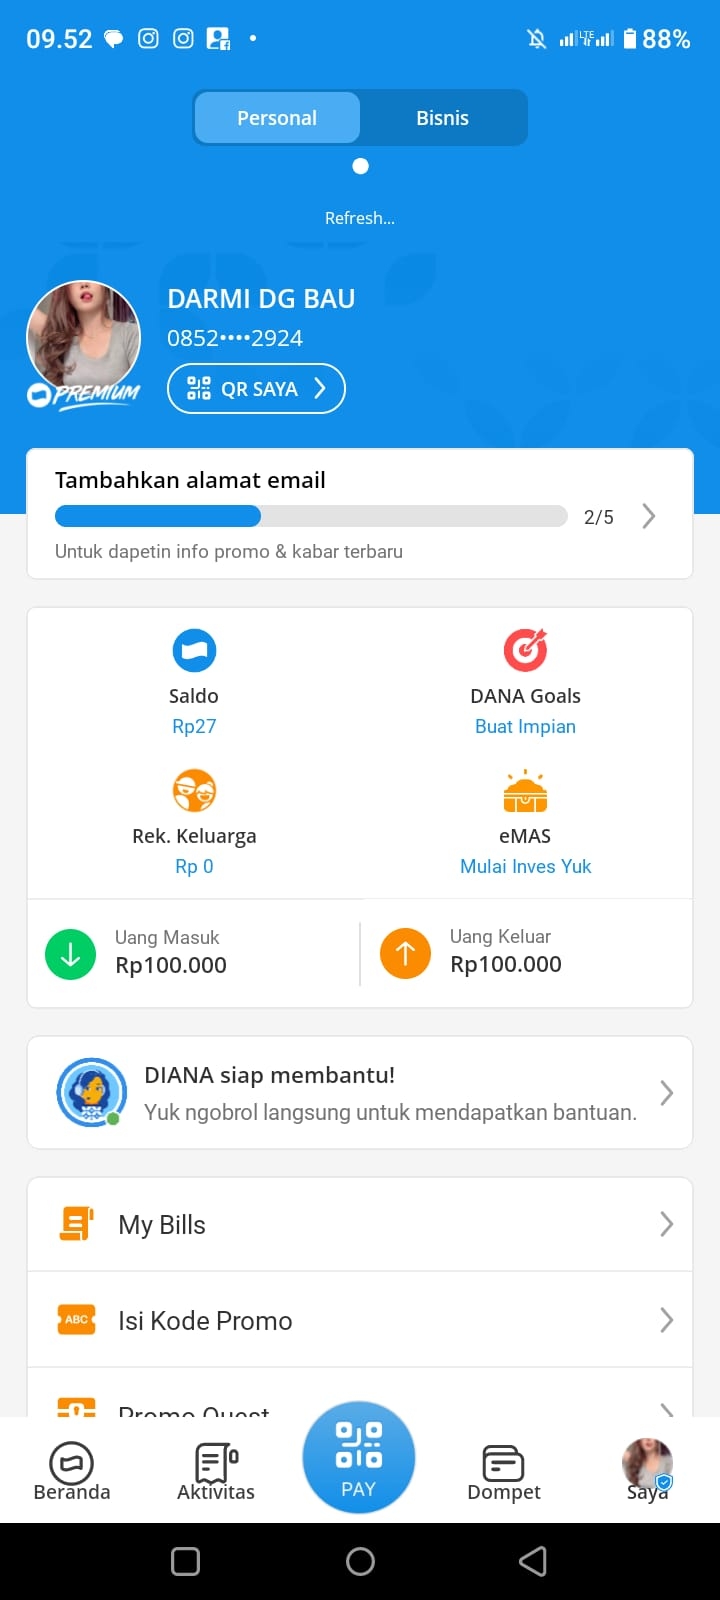 09.52
LTE
88%
Personal
Bisnis
Refresh...
DARMI DG BAU
0852••••2924
PREMIUM
QR SAYA
Tambahkan alamat email
2/5
Untuk dapetin info promo & kabar terbaru
Saldo
Rp27
DANA Goals
Buat Impian
Rek. Keluarga
Rp 0
eMAS
Mulai Inves Yuk
Uang Masuk
Rp100.000
Uang Keluar
Rp100.000
DIANA siap membantu!
Yuk ngobrol langsung untuk mendapatkan bantuan.
My Bills
ABC
Isi Kode Promo
Promo Quest
Beranda
Aktivitas
PAY
Dompet
Saya